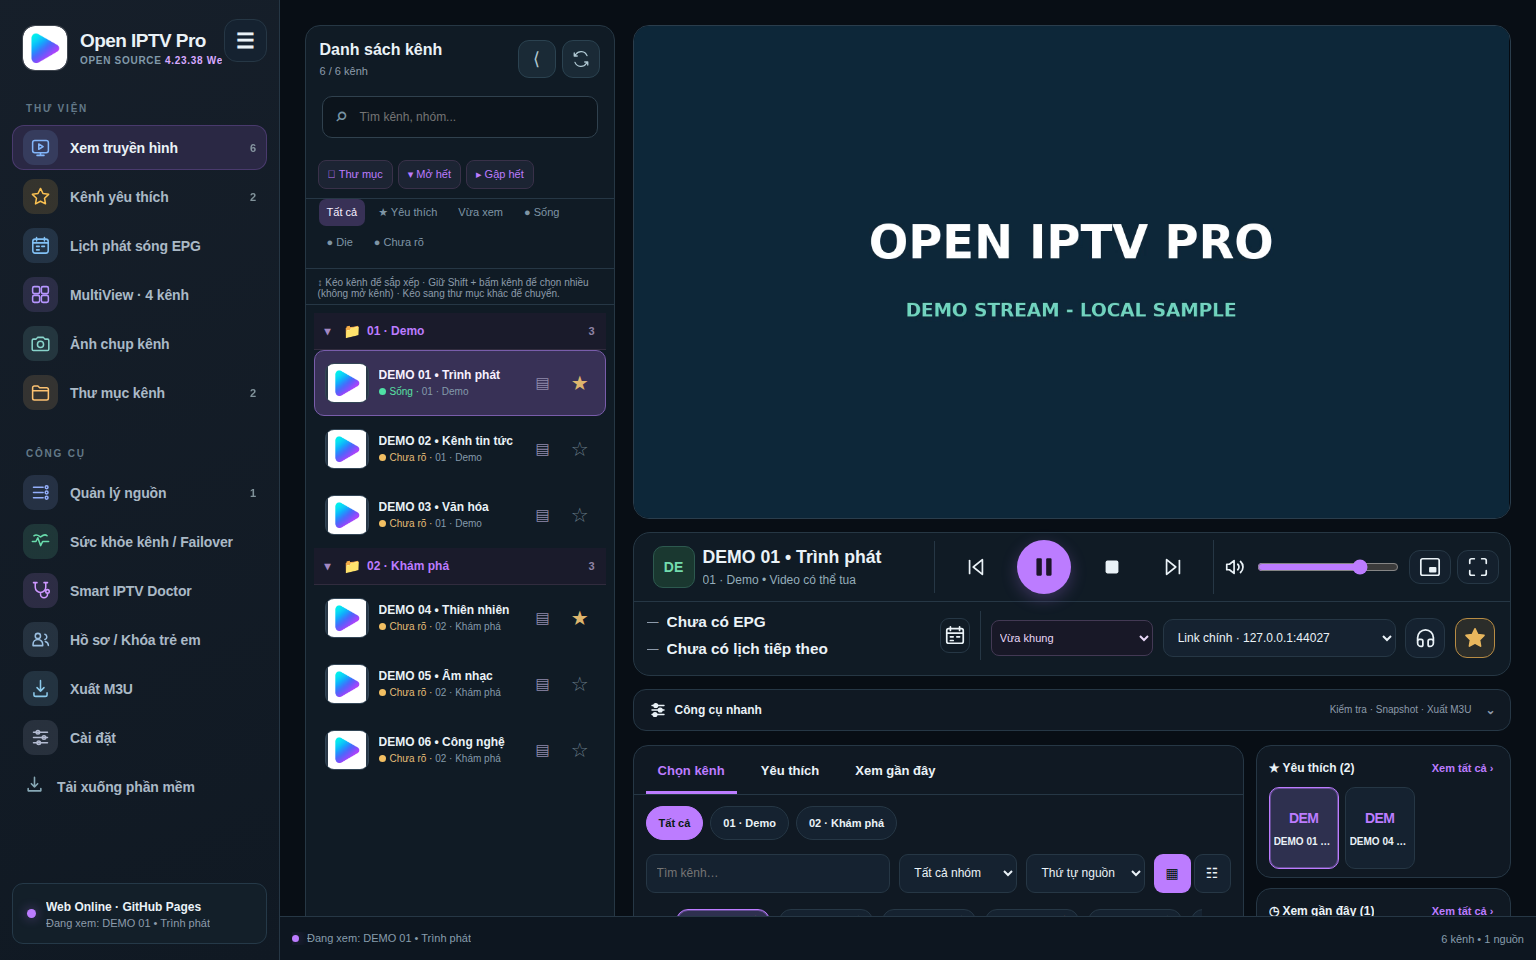 Open IPTV Pro
OPEN SOURCE 4.23.38 We
THƯ VIỆN
Xem truyền hình 6
Kênh yêu thích 2
Lịch phát sóng EPG
MultiView · 4 kênh
Ảnh chụp kênh
Thư mục kênh 2
CÔNG CỤ
Quản lý nguồn 1
Sức khỏe kênh / Failover
Smart IPTV Doctor
Hồ sơ / Khóa trẻ em
Xuất M3U
Cài đặt
Tải xuống phần mềm
Web Online · GitHub Pages
Đang xem: DEMO 01 • Trình phát
Danh sách kênh
6 / 6 kênh
Tìm kênh, nhóm...
Thư mục ▾ Mở hết ▸ Gập hết
Tất cả ★ Yêu thích Vừa xem ● Sống
● Die ● Chưa rõ
↕ Kéo kênh để sắp xếp · Giữ Shift + bấm kênh để chọn nhiều
(không mở kênh) · Kéo sang thư mục khác để chuyển.
▼ 📁 01 · Demo 3
DEMO 01 • Trình phát
Sống · 01 · Demo
DEMO 02 • Kênh tin tức
Chưa rõ · 01 · Demo
DEMO 03 • Văn hóa
Chưa rõ · 01 · Demo
▼ 📁 02 · Khám phá 3
DEMO 04 • Thiên nhiên
Chưa rõ · 02 · Khám phá
DEMO 05 • Âm nhạc
Chưa rõ · 02 · Khám phá
DEMO 06 • Công nghệ
Chưa rõ · 02 · Khám phá
OPEN IPTV PRO
DEMO STREAM - LOCAL SAMPLE
DE
DEMO 01 • Trình phát
01 · Demo • Video có thể tua
— Chưa có EPG
— Chưa có lịch tiếp theo
Vừa khung
Link chính · 127.0.0.1:44027
Công cụ nhanh
Kiểm tra · Snapshot · Xuất M3U
Chọn kênh Yêu thích Xem gần đây
Tất cả 01 · Demo 02 · Khám phá
Tìm kênh… Tất cả nhóm Thứ tự nguồn
★ Yêu thích (2) Xem tất cả ›
DEM DEM
DEMO 01 ... DEMO 04 ...
◷ Xem gần đây (1) Xem tất cả ›
Đang xem: DEMO 01 • Trình phát
6 kênh • 1 nguồn